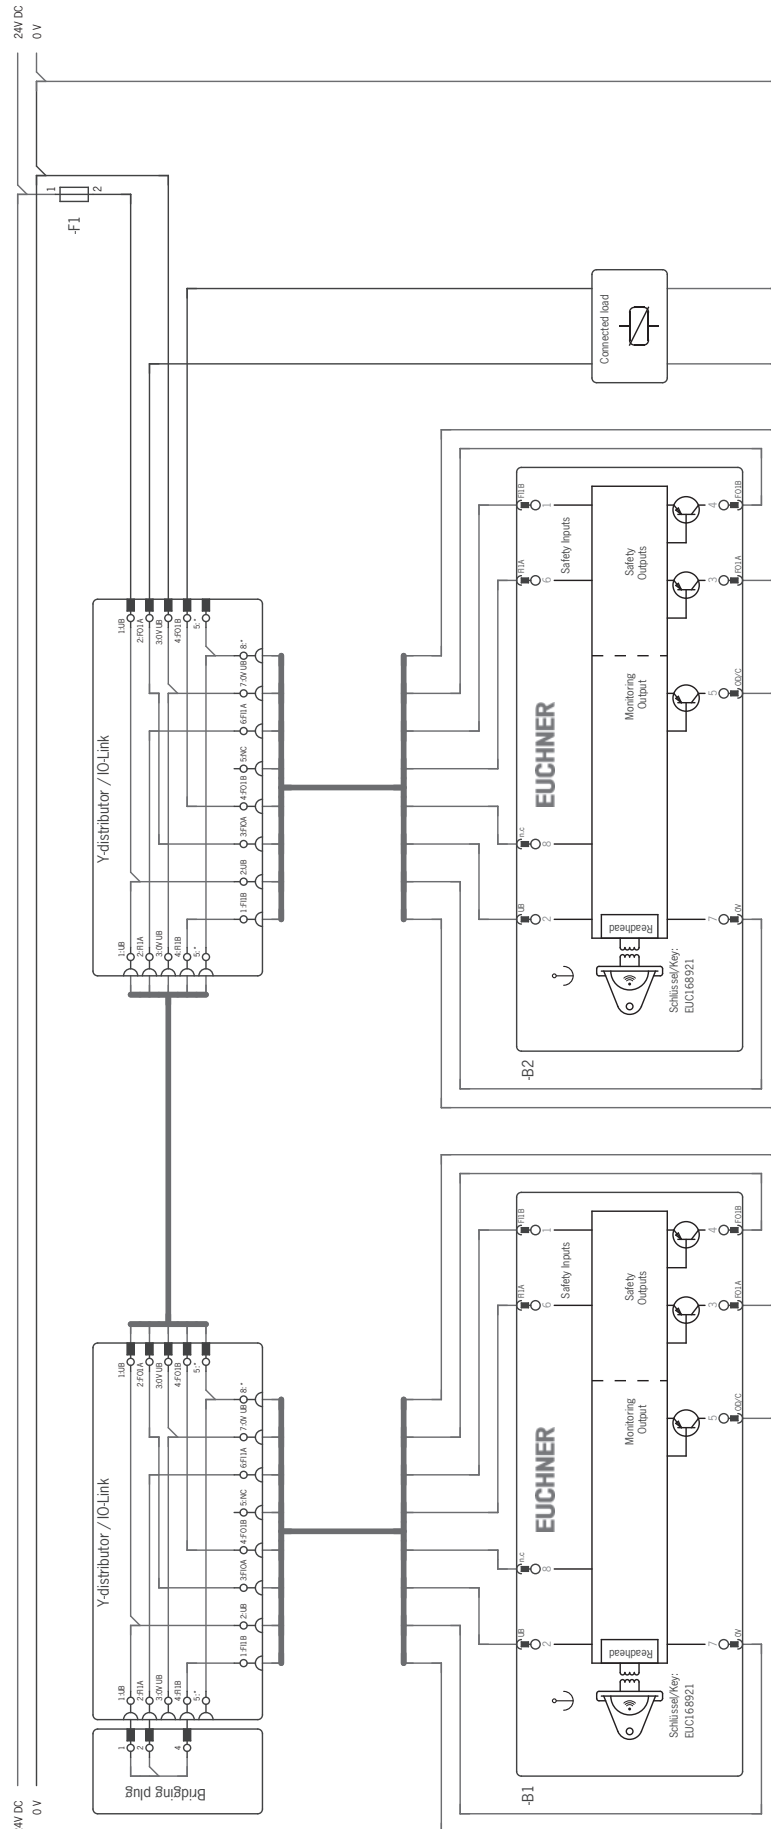 24V DC
0 V
1
2
-F1
Connected load
1:UB
2:FO1A
3:0V UB
4:FO1B
5:*
Y-distributor / IO-Link
8:*
7:0V UB
6:FI1A
5:NC
4:FO1B
3:FI0A
2:UB
1:FI1B
1:UB
2:FI1A
3:0V UB
4:FI1B
5:*
FI1B
1
FI1A
6
Safety Inputs
EUCHNER
n.c
8
UB
2
Safety
Outputs
Monitoring
Output
Readhead
Schlüssel/Key:
EUC168921
4
FO1B
3
FO1A
5
OD/C
7
0V
-B2
1:UB
2:FO1A
3:0V UB
4:FO1B
5:*
Y-distributor / IO-Link
8:*
7:0V UB
6:FI1A
5:NC
4:FO1B
3:FI0A
2:UB
1:FI1B
1:UB
2:FI1A
3:0V UB
4:FI1B
5:*
1
2
4
Bridging plug
FI1B
1
FI1A
6
Safety Inputs
EUCHNER
n.c
8
UB
2
Safety
Outputs
Monitoring
Output
Readhead
Schlüssel/Key:
EUC168921
4
FO1B
3
FO1A
5
OD/C
7
0V
-B1
4V DC
0 V